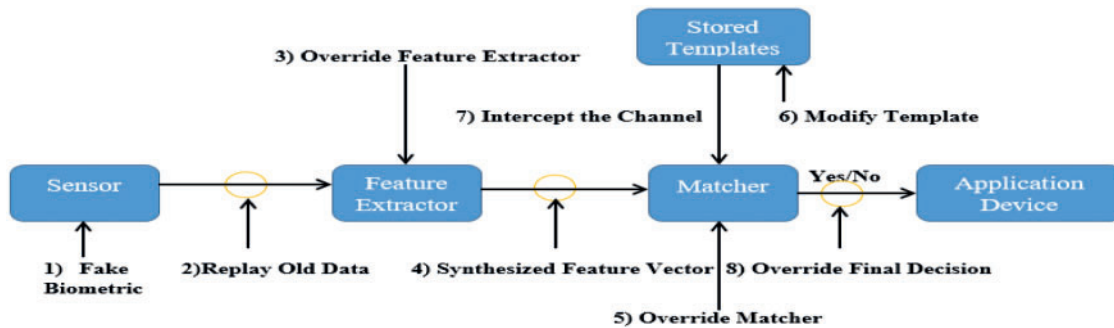 Stored
Templates
3) Override Feature Extractor
7) Intercept the Channel
6) Modify Template
Sensor
Feature
Extractor
Matcher
Yes/No
Application
Device
1) Fake
Biometric
2)Replay Old Data
4) Synthesized Feature Vector
8) Override Final Decision
5) Override Matcher